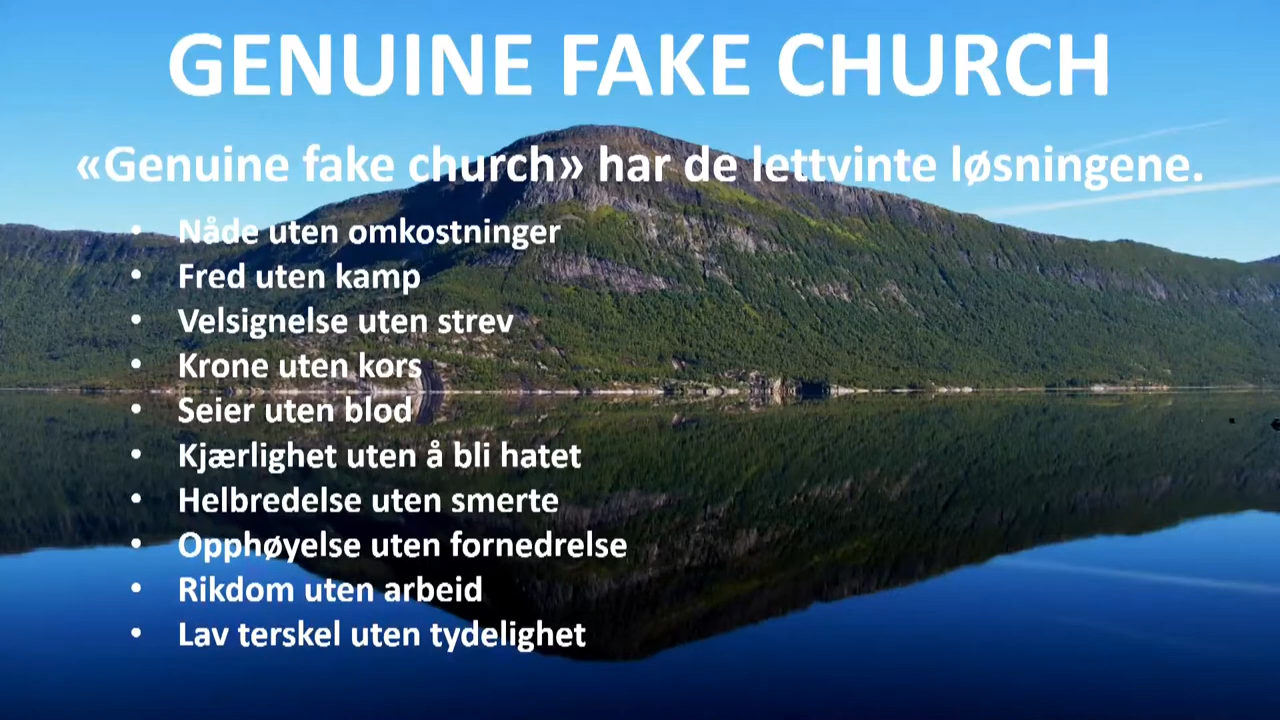 GENUINE FAKE CHURCH
«Genuine fake church» har de lettvinte løsningene.
• Nåde uten omkostninger
• Fred uten kamp
• Velsignelse uten strev
• Krone uten kors
• Seier uten blod
• Kjærlighet uten å bli hatet
• Helbredelse uten smerte
• Opphøyelse uten fornedrelse
• Rikdom uten arbeid
• Lav terskel uten tydelighet